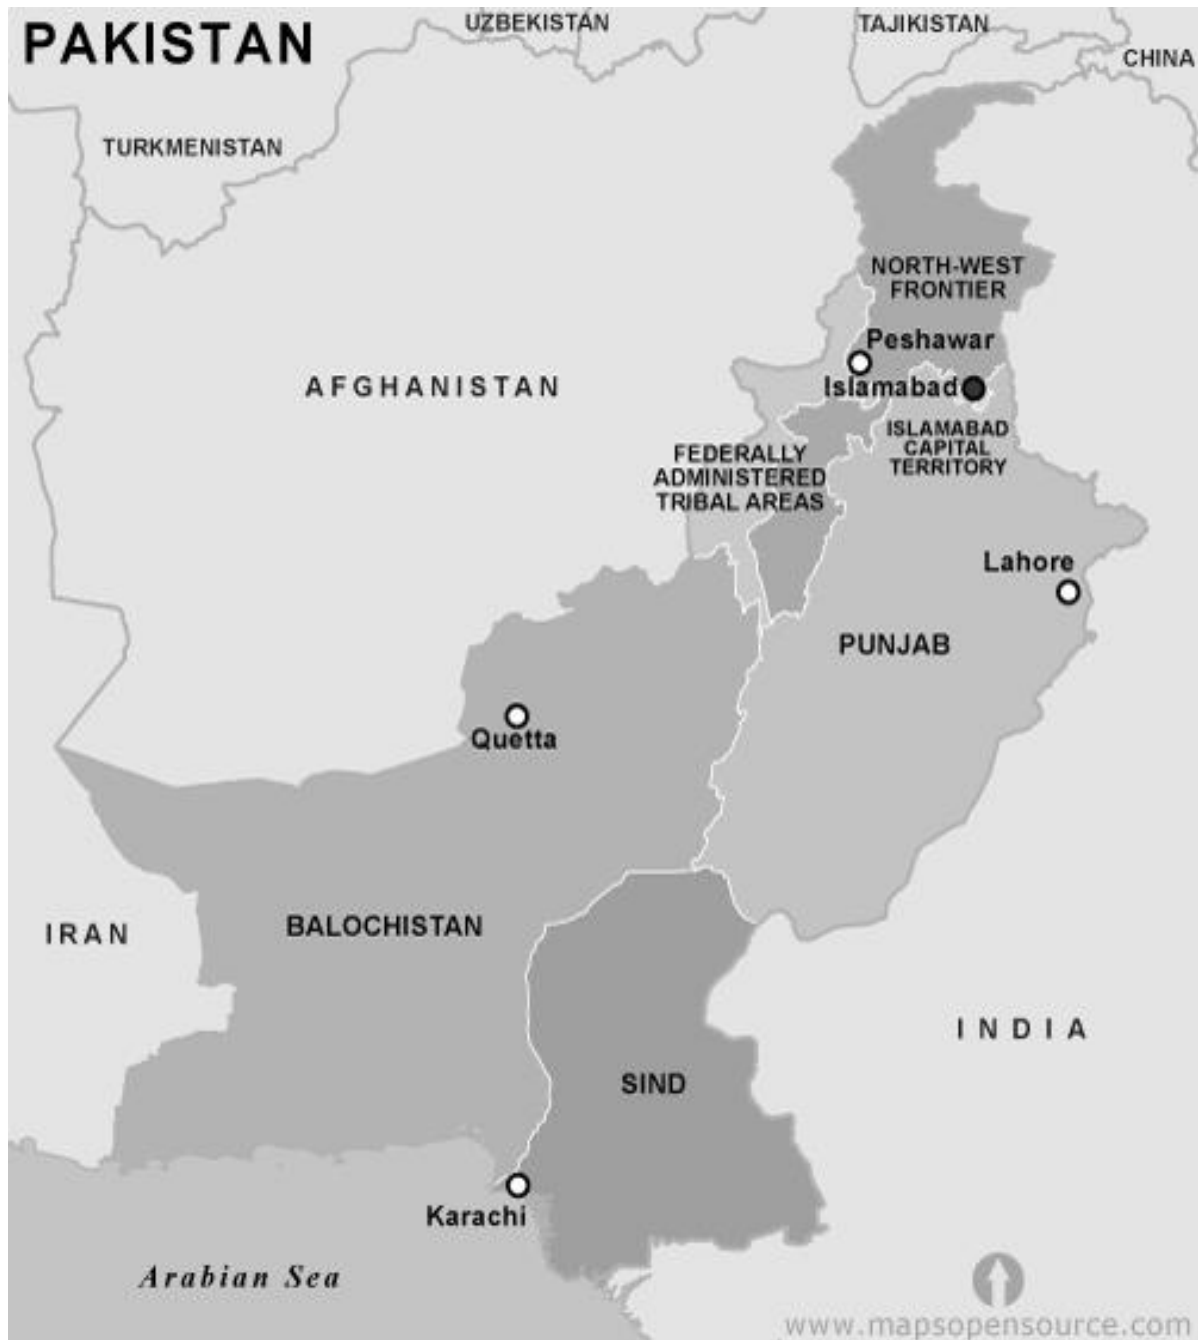 PAKISTAN
UZBEKISTAN
TAJIKISTAN
CHINA
TURKMENISTAN
NORTH-WEST
FRONTIER
Peshawar
AFGHANISTAN
Islamabad
ISLAMABAD
CAPITAL
TERRITORY
FEDERALLY
ADMINISTERED
TRIBAL AREAS
Lahore
PUNJAB
Quetta
BALOCHISTAN
IRAN
INDIA
SIND
Karachi
Arabian Sea
www.mapsopensource.com